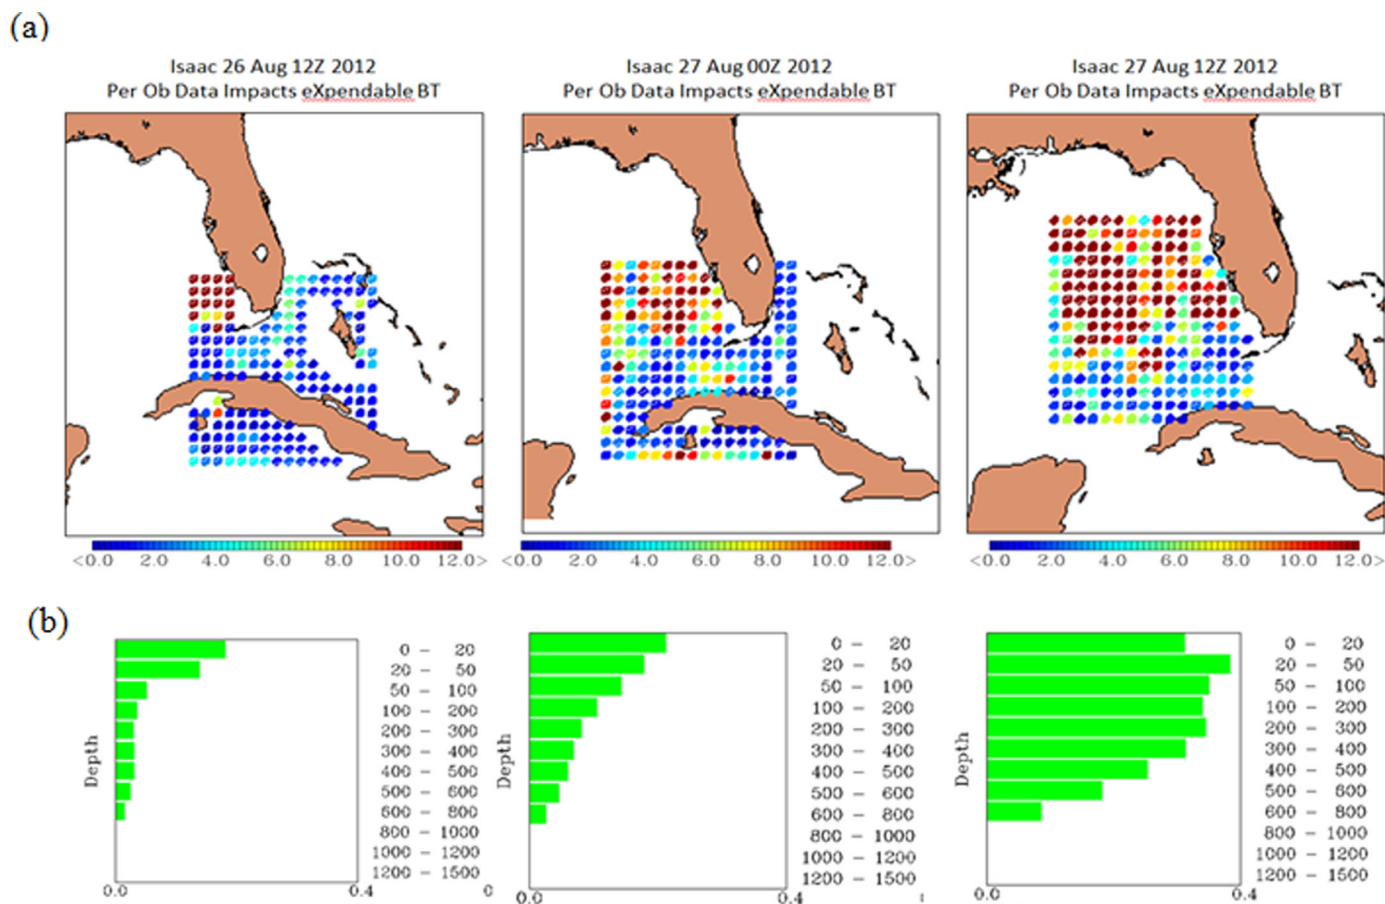 (a)
Isaac 26 Aug 12Z 2012
Per Ob Data Impacts eXpendable BT
Isaac 27 Aug 00Z 2012
Per Ob Data Impacts eXpendable BT
Isaac 27 Aug 12Z 2012
Per Ob Data Impacts eXpendable BT
<0.0 2.0 4.0 6.0 8.0 10.0 12.0>
<0.0 2.0 4.0 6.0 8.0 10.0 12.0>
<0.0 2.0 4.0 6.0 8.0 10.0 12.0>
(b)
Depth
0 – 20
20 – 50
50 – 100
100 – 200
200 – 300
300 – 400
400 – 500
500 – 600
600 – 800
800 – 1000
1000 – 1200
1200 – 1500
0.0 0.4 0
Depth
0 – 20
20 – 50
50 – 100
100 – 200
200 – 300
300 – 400
400 – 500
500 – 600
600 – 800
800 – 1000
1000 – 1200
1200 – 1500
0.0 0.4
Depth
0 – 20
20 – 50
50 – 100
100 – 200
200 – 300
300 – 400
400 – 500
500 – 600
600 – 800
800 – 1000
1000 – 1200
1200 – 1500
0.0 0.4